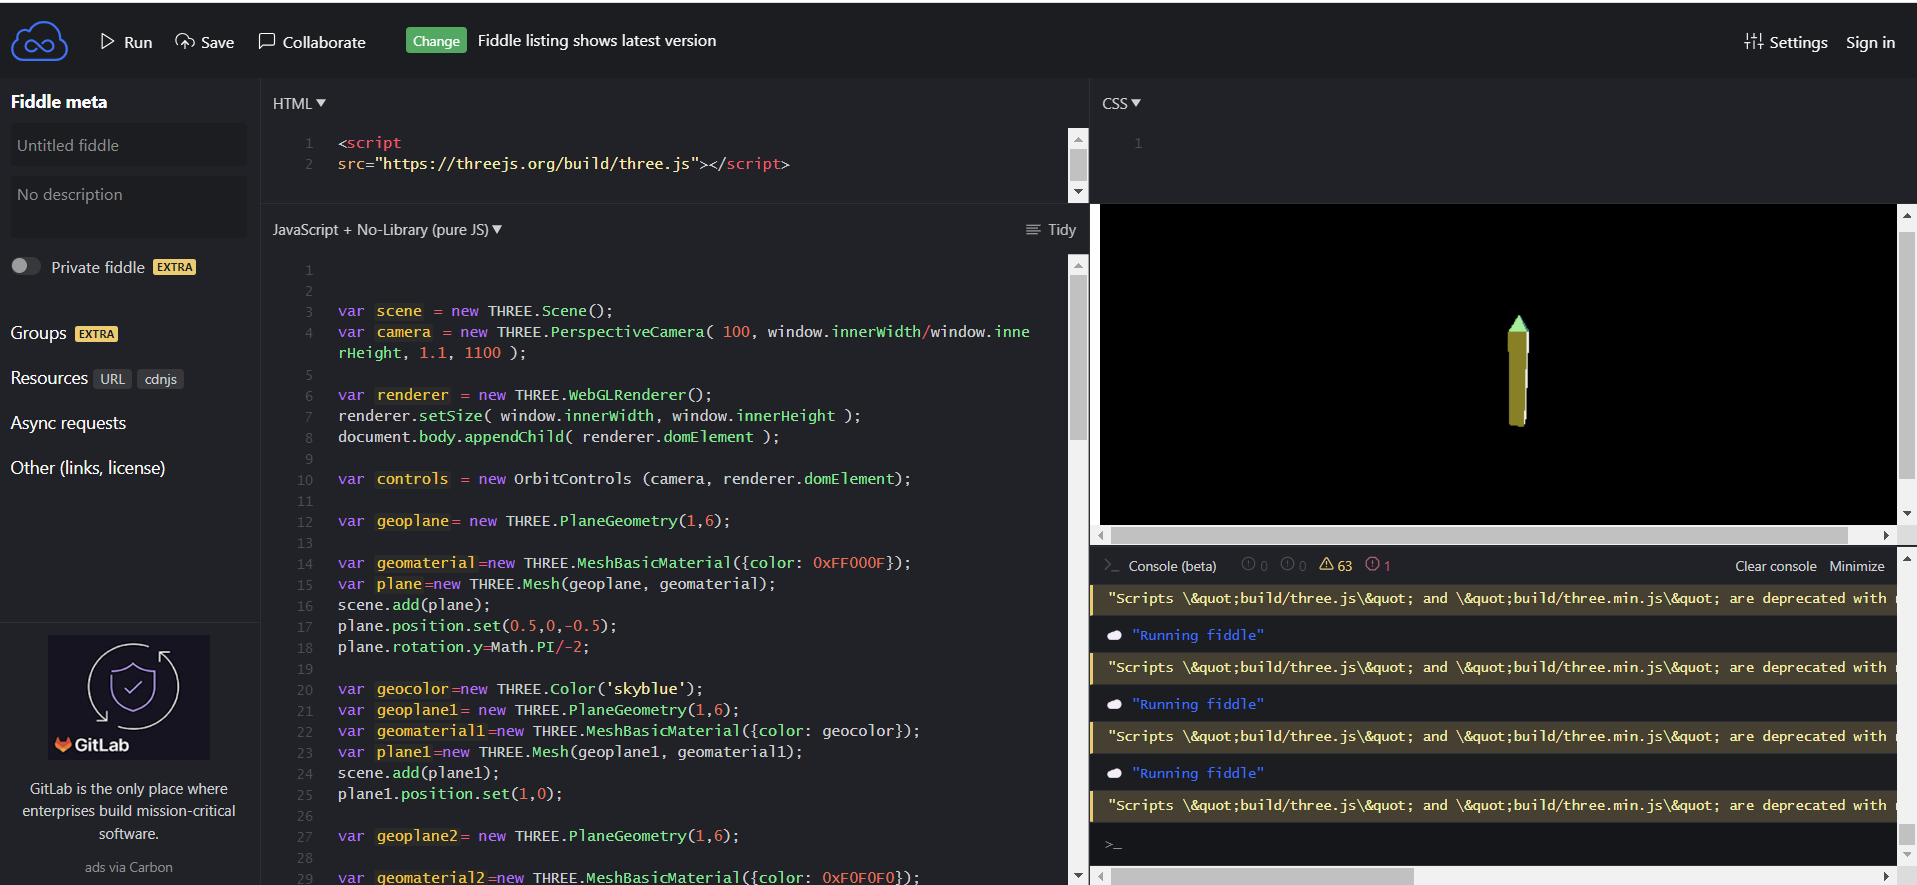 Run
Save
Collaborate
Change
Fiddle listing shows latest version
Settings
Sign in
Fiddle meta
Untitled fiddle
No description
Private fiddle EXTRA
Groups EXTRA
Resources URL cdnjs
Async requests
Other (links, license)
GitLab
GitLab is the only place where
enterprises build mission-critical
software.
ads via Carbon
HTML ▼
1 <script
2 src="https://threejs.org/build/three.js"></script>
JavaScript + No-Library (pure JS) ▼
Tidy
1
2
3 var scene = new THREE.Scene();
4 var camera = new THREE.PerspectiveCamera( 100, window.innerWidth/window.inne
rHeight, 1.1, 1100 );
5
6 var renderer = new THREE.WebGLRenderer();
7 renderer.setSize( window.innerWidth, window.innerHeight );
8 document.body.appendChild( renderer.domElement );
9
10 var controls = new OrbitControls (camera, renderer.domElement);
11
12 var geoplane= new THREE.PlaneGeometry(1,6);
13
14 var geomaterial=new THREE.MeshBasicMaterial({color: 0xFF000F});
15 var plane=new THREE.Mesh(geoplane, geomaterial);
16 scene.add(plane);
17 plane.position.set(0.5,0,-0.5);
18 plane.rotation.y=Math.PI/-2;
19
20 var geocolor=new THREE.Color('skyblue');
21 var geoplane1= new THREE.PlaneGeometry(1,6);
22 var geomaterial1=new THREE.MeshBasicMaterial({color: geocolor});
23 var plane1=new THREE.Mesh(geoplane1, geomaterial1);
24 scene.add(plane1);
25 plane1.position.set(1,0);
26
27 var geoplane2= new THREE.PlaneGeometry(1,6);
28
29 var geomaterial2=new THREE.MeshBasicMaterial({color: 0xF0F0F0});
CSS ▼
1
>_ Console (beta) 0 0 63 1 Clear console Minimize
"Scripts \&quot;build/three.js\&quot; and \&quot;build/three.min.js\&quot; are deprecated with
"Running fiddle"
"Scripts \&quot;build/three.js\&quot; and \&quot;build/three.min.js\&quot; are deprecated with
"Running fiddle"
"Scripts \&quot;build/three.js\&quot; and \&quot;build/three.min.js\&quot; are deprecated with
"Running fiddle"
"Scripts \&quot;build/three.js\&quot; and \&quot;build/three.min.js\&quot; are deprecated with
>_